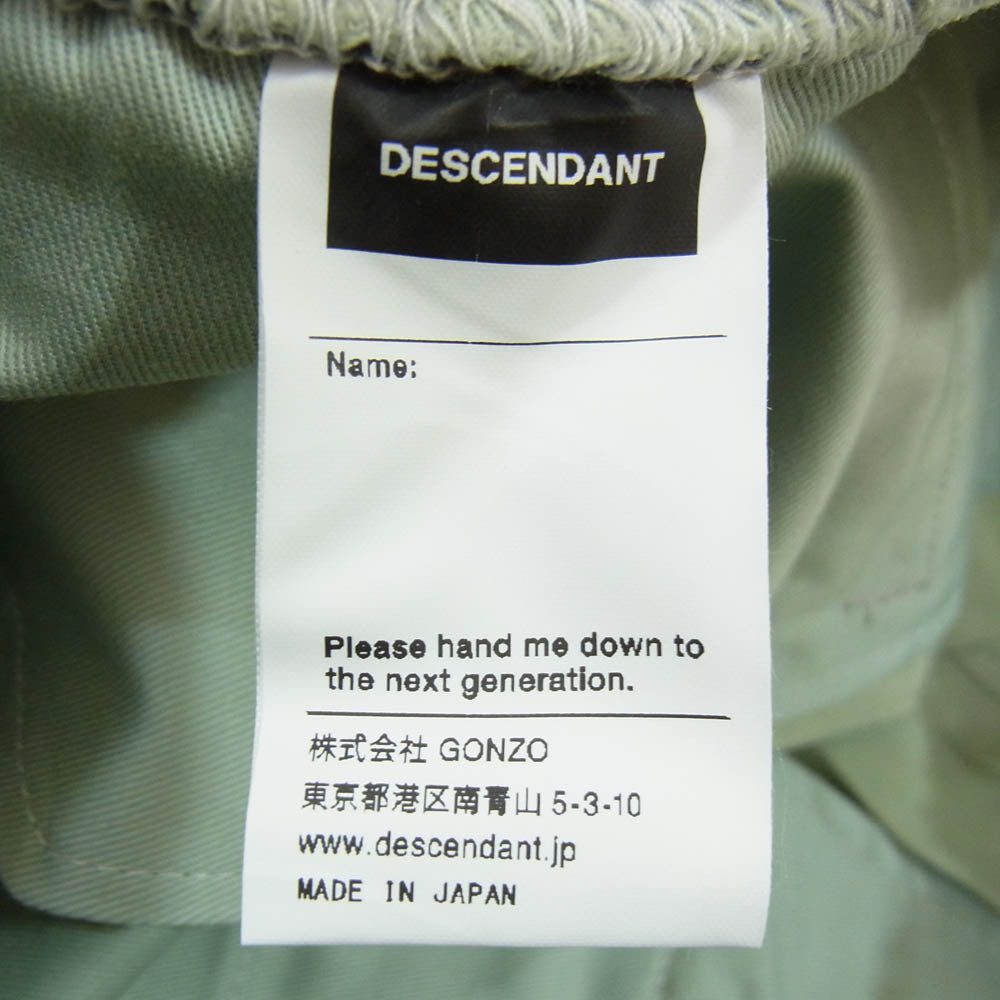 DESCENDANT
Name:
Please hand me down to
the next generation.
株式会社 GONZO
東京都港区南青山 5-3-10
www.descendant.jp
MADE IN JAPAN